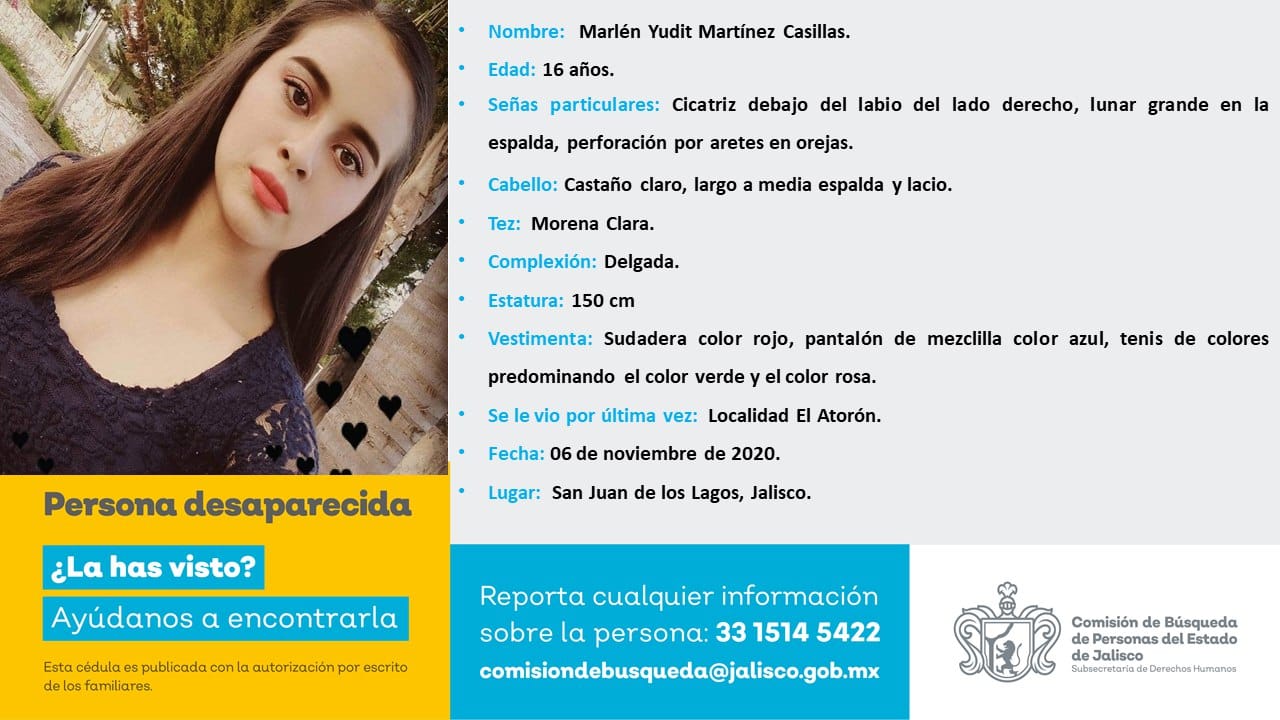 Nombre: Marlén Yudit Martínez Casillas.
Edad: 16 años.
Señas particulares: Cicatriz debajo del labio del lado derecho, lunar grande en la
espalda, perforación por aretes en orejas.
Cabello: Castaño claro, largo a media espalda y lacio.
Tez: Morena Clara.
Complexión: Delgada.
Estatura: 150 cm
Vestimenta: Sudadera color rojo, pantalón de mezclilla color azul, tenis de colores
predominando el color verde y el color rosa.
Se le vio por última vez: Localidad El Atorón.
Fecha: 06 de noviembre de 2020.
Lugar: San Juan de los Lagos, Jalisco.
Persona desaparecida
¿La has visto?
Ayúdanos a encontrarla
Esta cédula es publicada con la autorización por escrito
de los familiares.
Reporta cualquier información
sobre la persona: 33 1514 5422
comisiondebusqueda@jalisco.gob.mx
Comisión de Búsqueda
de Personas del Estado
de Jalisco
Subsecretaría de Derechos Humanos